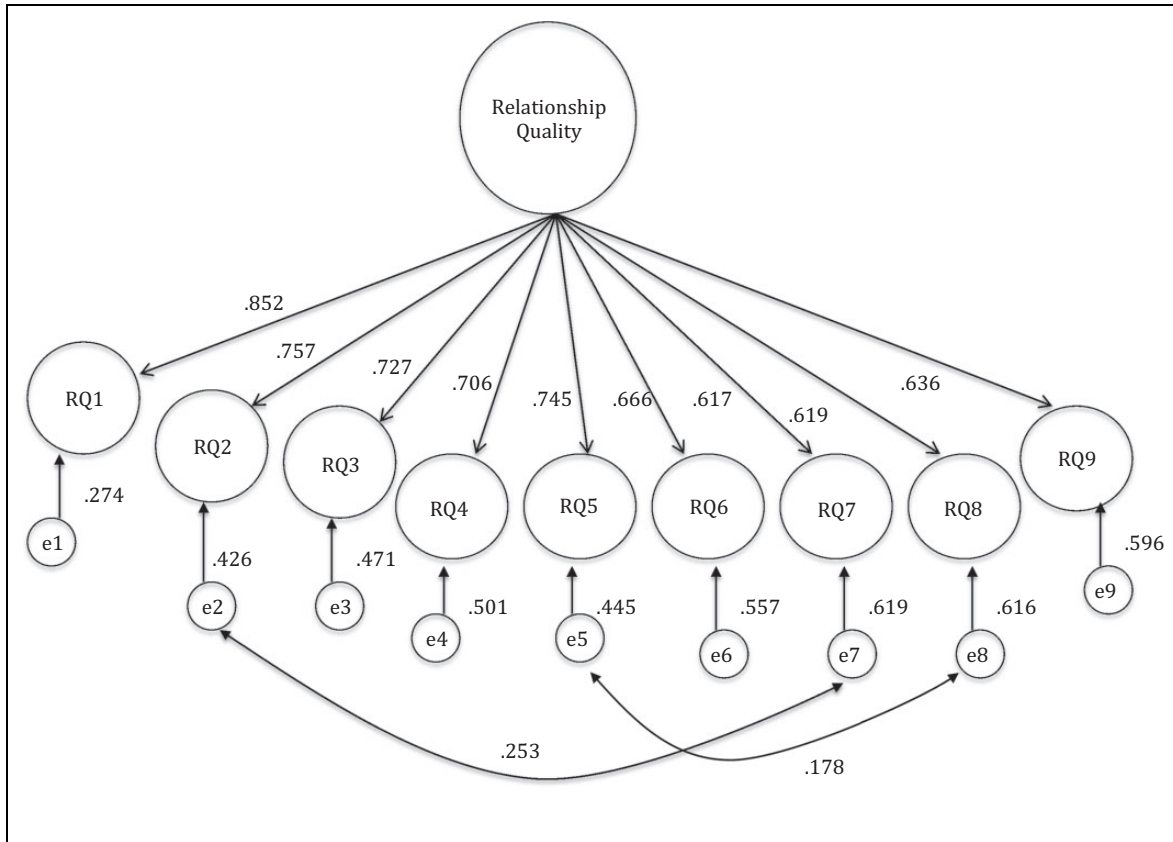 Relationship
Quality
.852
.757
.727
.706
.745
.666
.617
.619
.636
RQ1
RQ2
RQ3
RQ4
RQ5
RQ6
RQ7
RQ8
RQ9
.274
.426
.471
.501
.445
.557
.619
.616
.596
e1
e2
e3
e4
e5
e6
e7
e8
e9
.253
.178